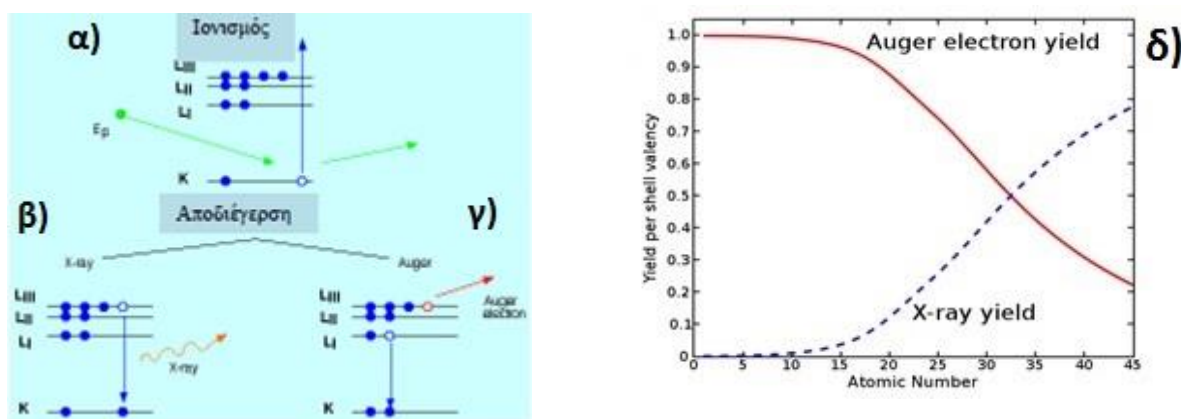 α)
Ιονισμός
LIII
LII
LI
Ep
K
β)
Αποδιέγερση
γ)
X-ray
Auger
LIII
LII
LI
X-ray
K
LIII
LII
LI
Auger electron
K
δ)
Auger electron yield
X-ray yield
Yield per shell valency
1.0
0.9
0.8
0.7
0.6
0.5
0.4
0.3
0.2
0.1
0
0 5 10 15 20 25 30 35 40 45
Atomic Number